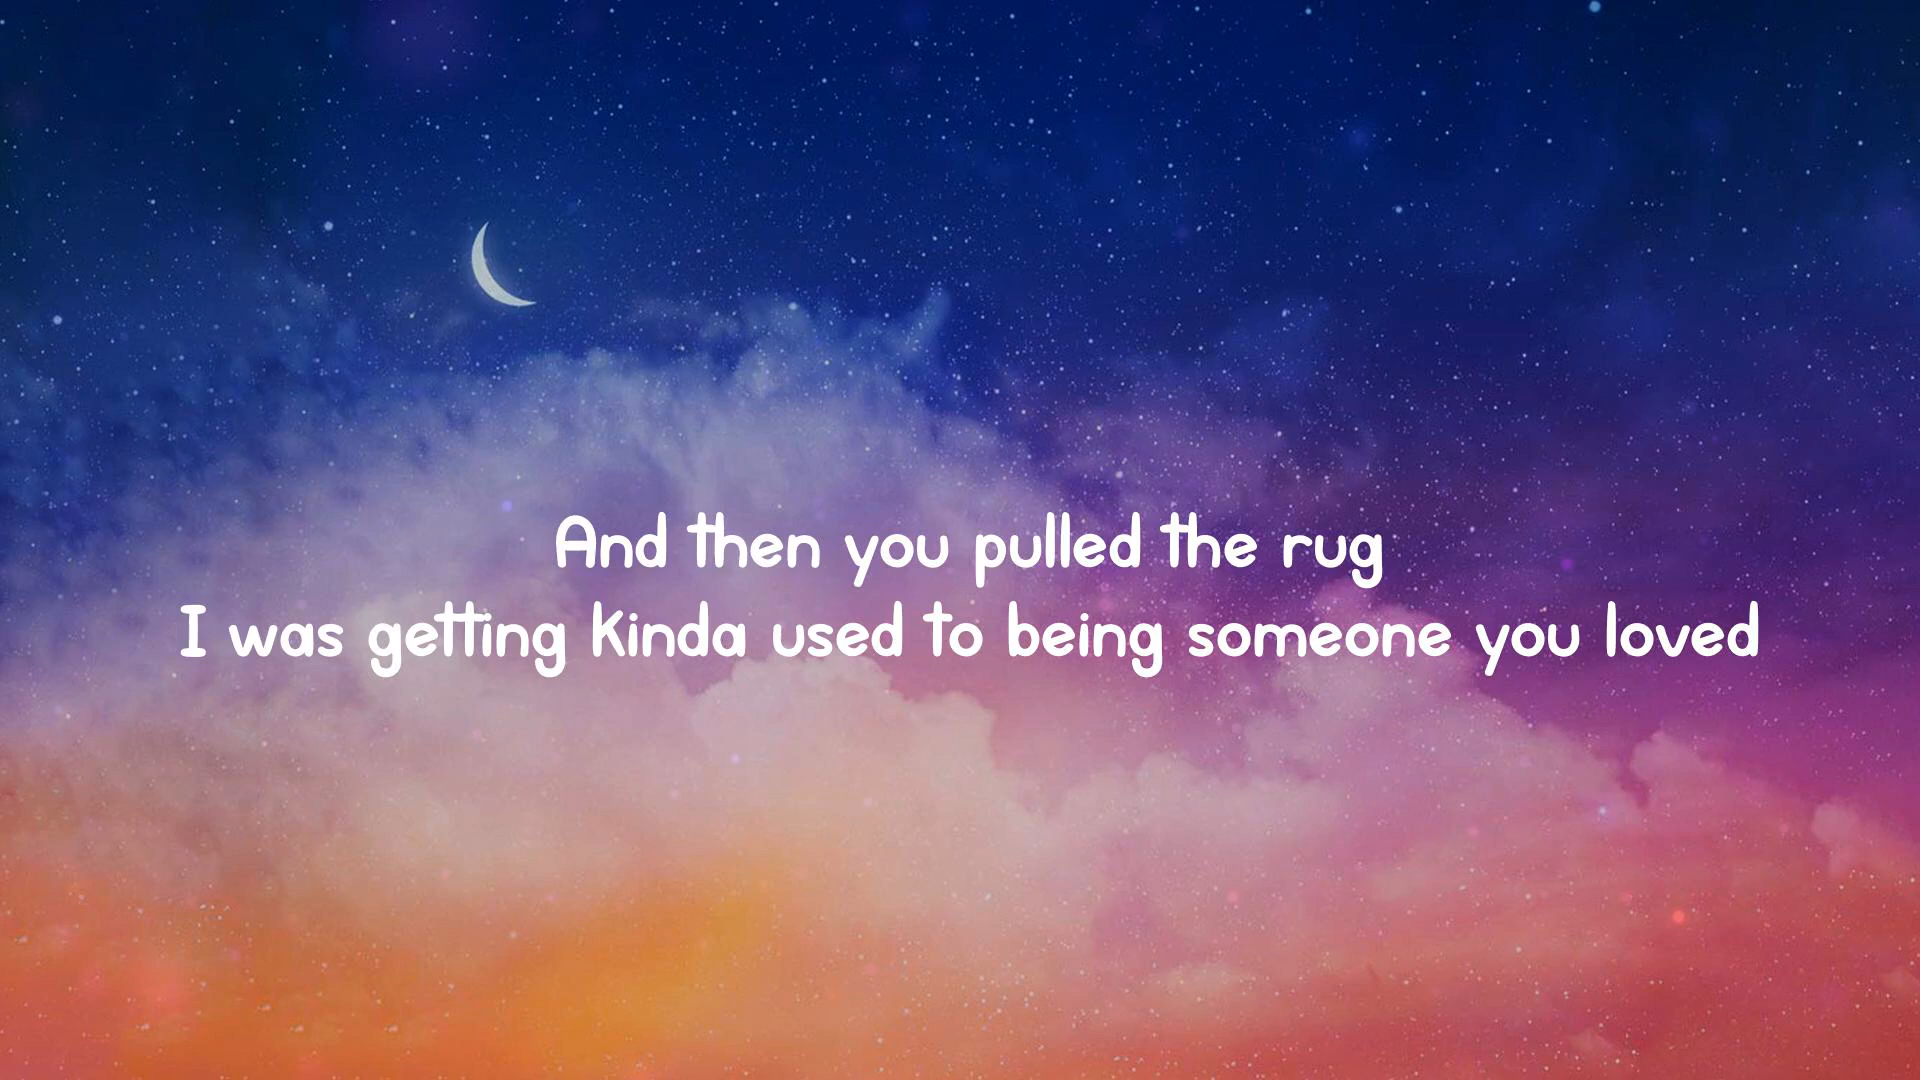 And then you pulled the rug
I was getting kinda used to being someone you loved